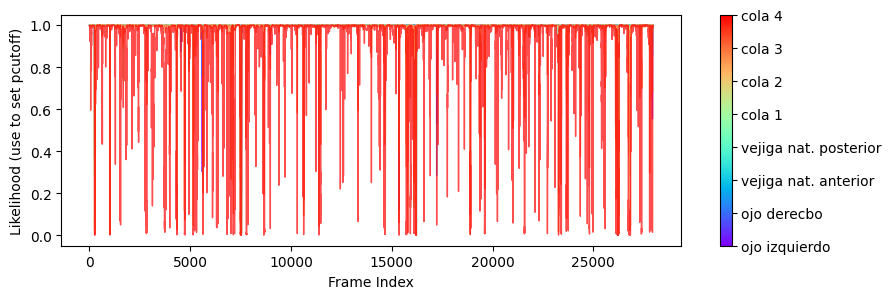 Likelihood (use to set pcutoff)
1.0
0.8
0.6
0.4
0.2
0.0
0
5000
10000
15000
20000
25000
Frame Index
cola 4
cola 3
cola 2
cola 1
vejiga nat. posterior
vejiga nat. anterior
ojo derecbo
ojo izquierdo